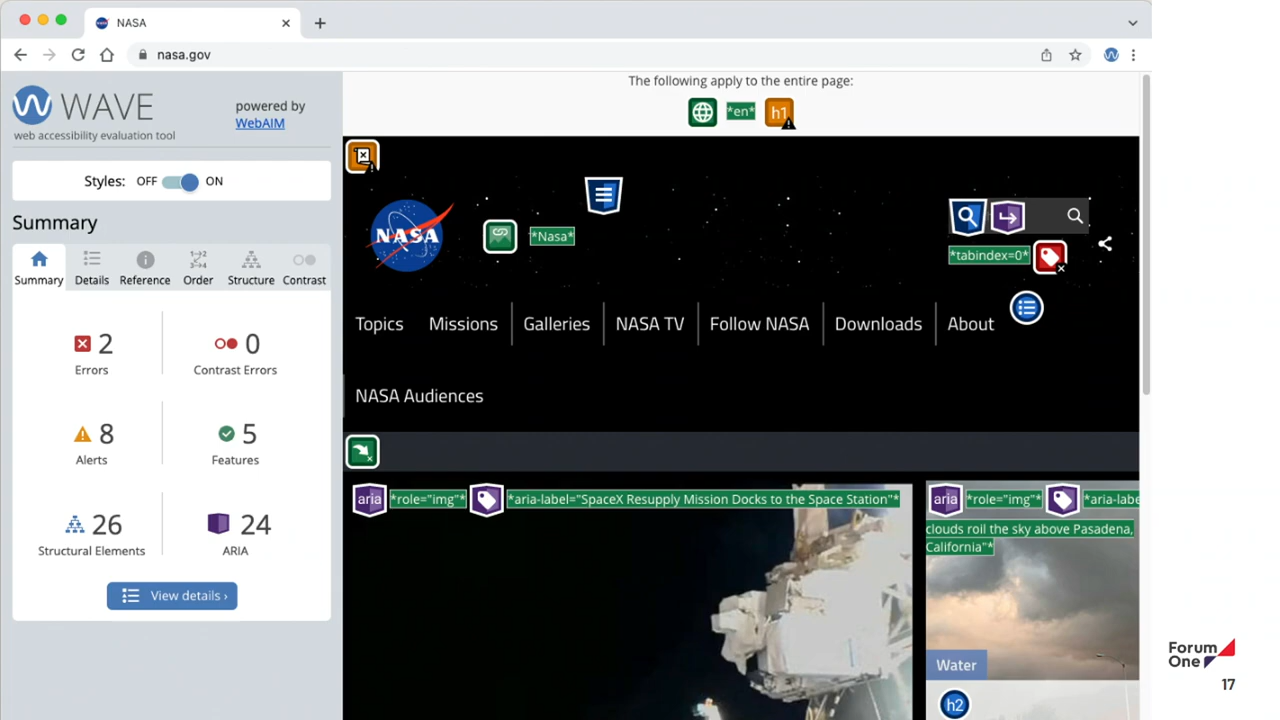 NASA
nasa.gov
WAVE
powered by
WebAIM
web accessibility evaluation tool
Styles: OFF ON
Summary
Summary Details Reference Order Structure Contrast
2
Errors
0
Contrast Errors
8
Alerts
5
Features
26
Structural Elements
24
ARIA
View details ›
The following apply to the entire page:
*en* h1
NASA
*Nasa*
*tabindex=0*
Topics Missions Galleries NASA TV Follow NASA Downloads About
NASA Audiences
aria *role="img"* *aria-label="SpaceX Resupply Mission Docks to the Space Station"*
aria *role="img"* *aria-labe
clouds roil the sky above Pasadena,
California"*
Water
h2
Forum
One
17